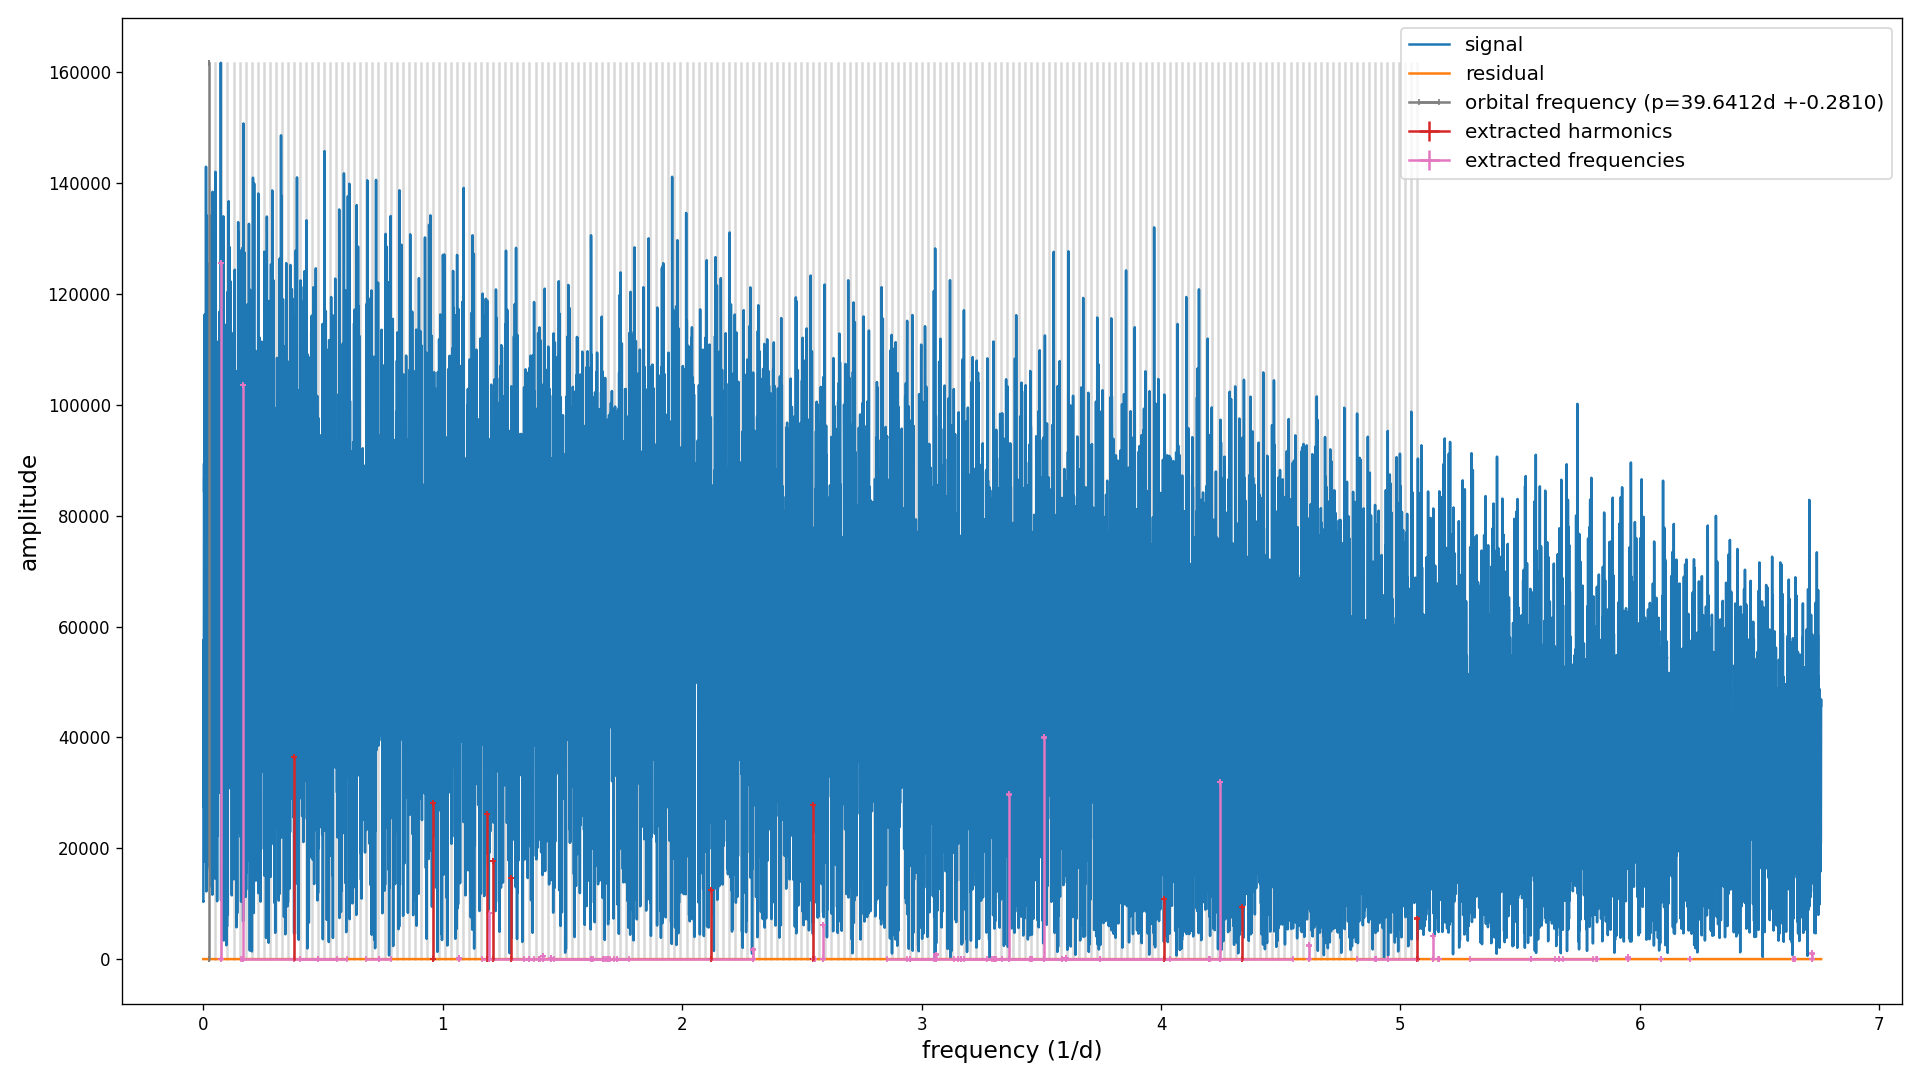 signal
residual
orbital frequency (p=39.6412d +-0.2810)
extracted harmonics
extracted frequencies
160000
140000
120000
100000
80000
60000
40000
20000
0
amplitude
0 1 2 3 4 5 6 7
frequency (1/d)